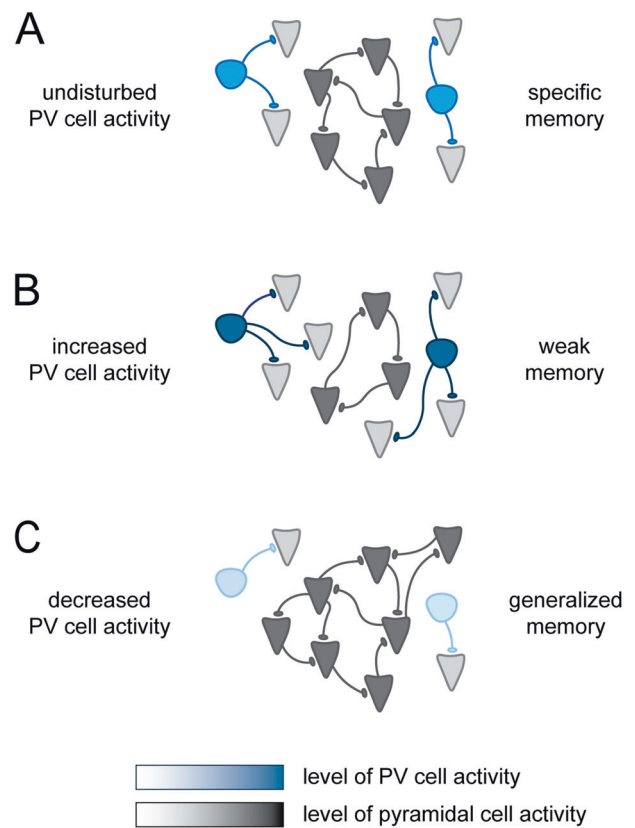 A
undisturbed
PV cell activity
specific
memory
B
increased
PV cell activity
weak
memory
C
decreased
PV cell activity
generalized
memory
level of PV cell activity
level of pyramidal cell activity